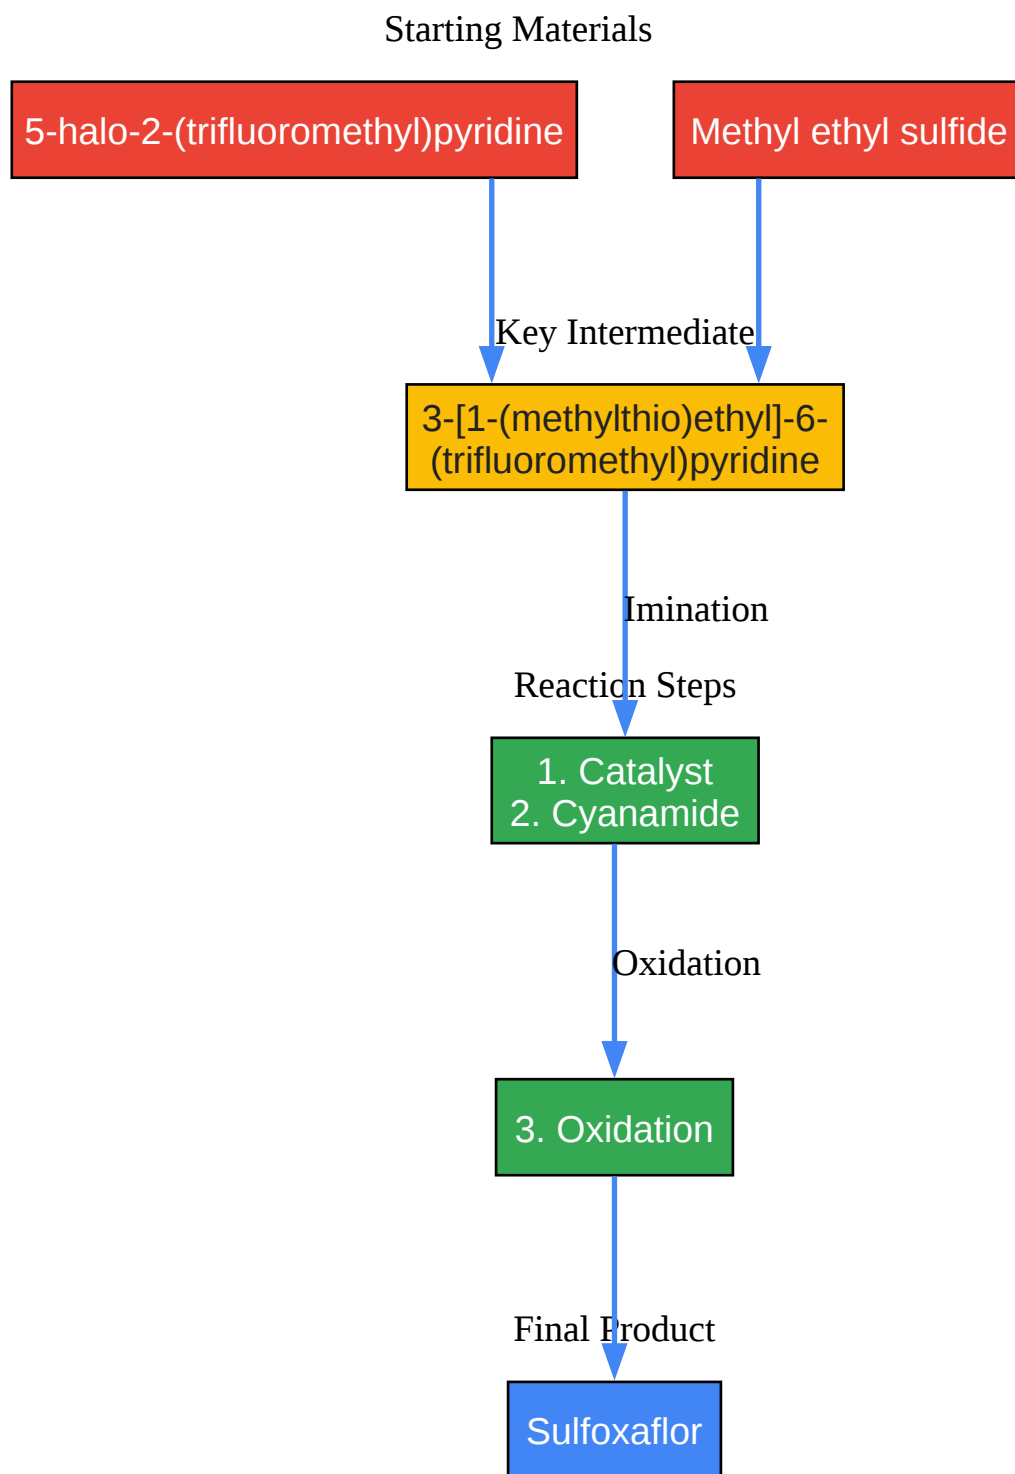 Starting Materials
5-halo-2-(trifluoromethyl)pyridine
Methyl ethyl sulfide
Key Intermediate
3-[1-(methylthio)ethyl]-6-
(trifluoromethyl)pyridine
Imination
Reaction Steps
1. Catalyst
2. Cyanamide
Oxidation
3. Oxidation
Final Product
Sulfoxaflor